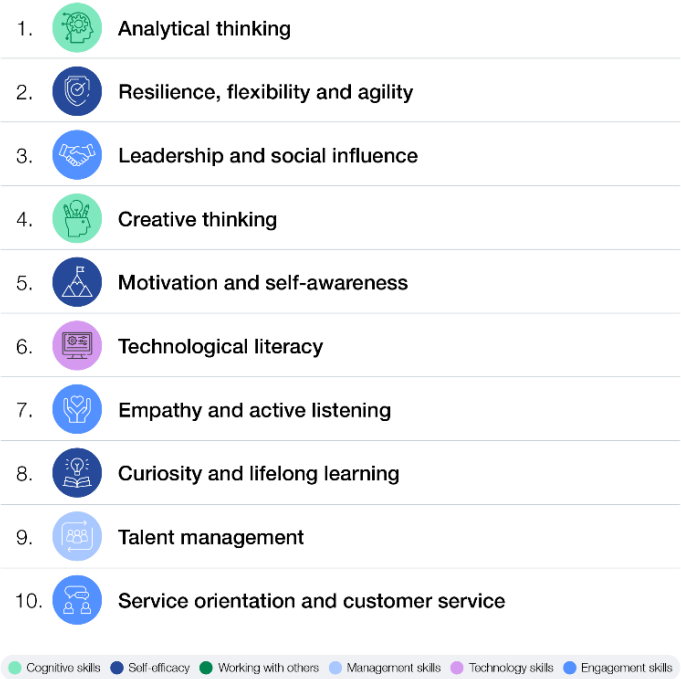 1. Analytical thinking
2. Resilience, flexibility and agility
3. Leadership and social influence
4. Creative thinking
5. Motivation and self-awareness
6. Technological literacy
7. Empathy and active listening
8. Curiosity and lifelong learning
9. Talent management
10. Service orientation and customer service
Cognitive skills Self-efficacy Working with others Management skills Technology skills Engagement skills